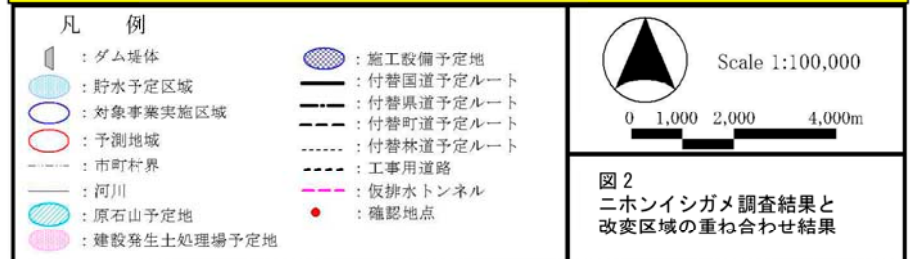 凡 例
：ダム堤体
：貯水予定区域
：対象事業実施区域
：予測地域
：市町村界
：河川
：原石山予定地
：建設発生土処理場予定地
：施工設備予定地
：付替国道予定ルート
：付替県道予定ルート
：付替町道予定ルート
：付替林道予定ルート
：工事用道路
：仮排水トンネル
：確認地点
Scale 1:100,000
0 1,000 2,000 4,000m
図2
ニホンイシガメ調査結果と
改変区域の重ね合わせ結果